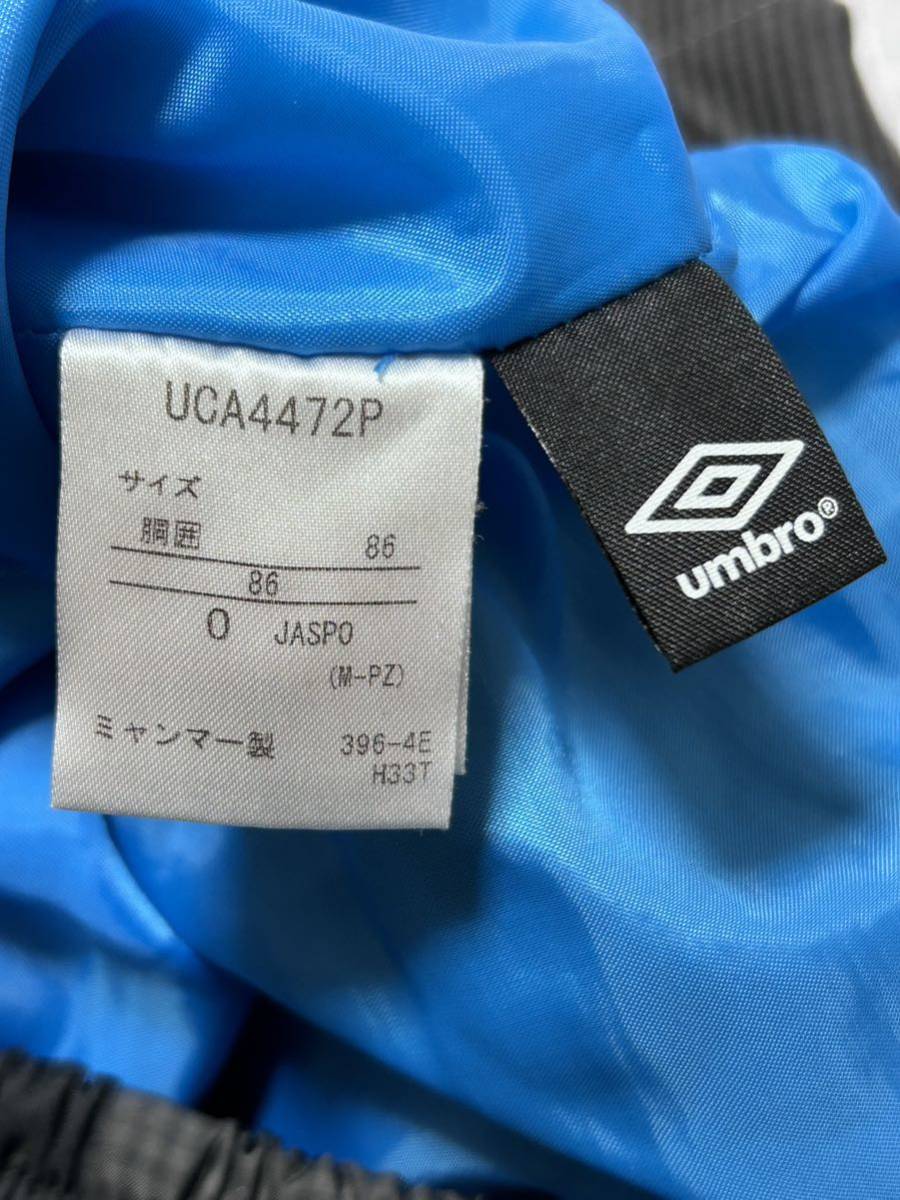 UCA4472P
サイズ
胴囲 86
86
O JASPO
(M-PZ)
ミャンマー製 396-4E
H33T
umbro®